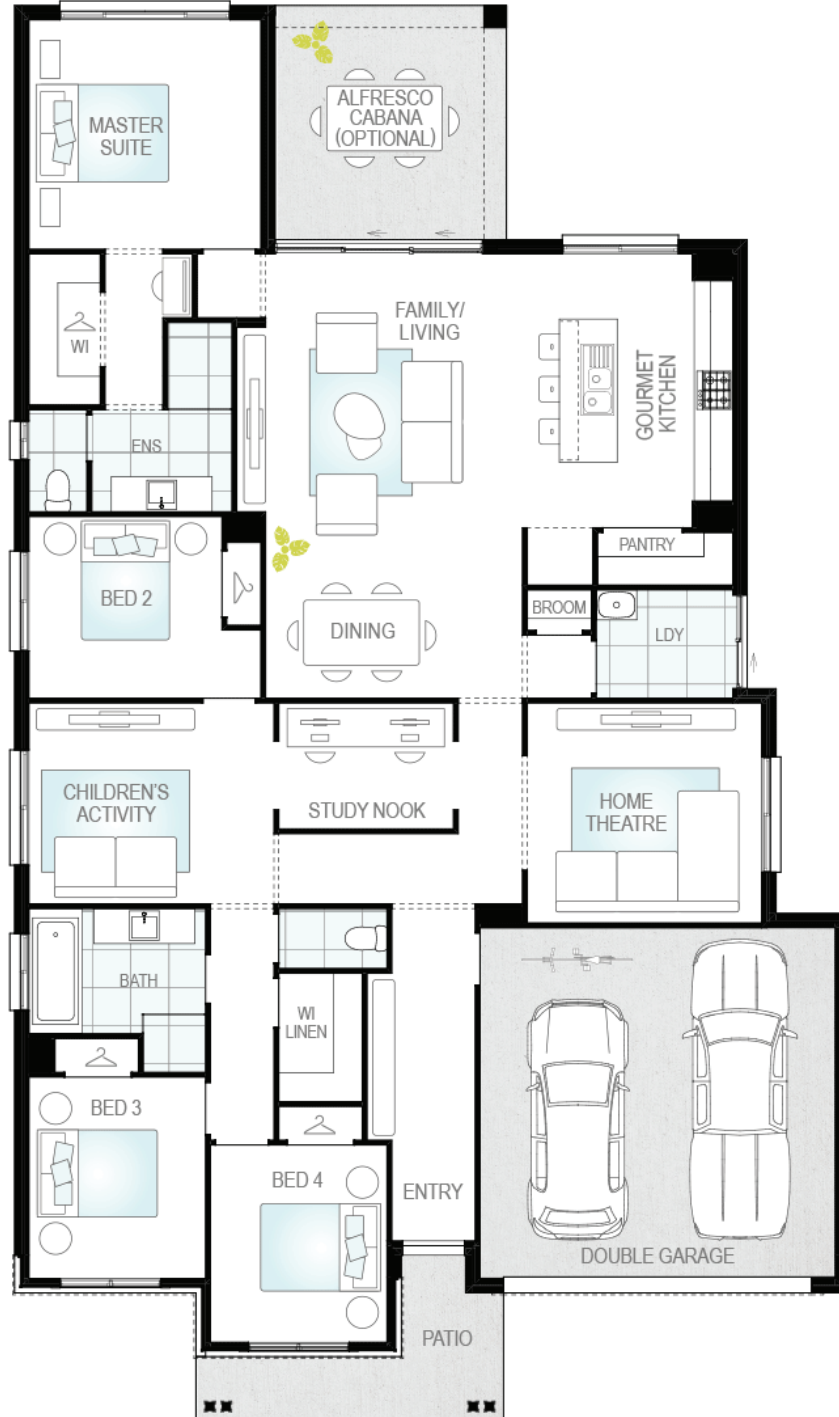 MASTER
SUITE
ALFRESCO
CABANA
(OPTIONAL)
WI
FAMILY/
LIVING
GOURMET
KITCHEN
ENS
PANTRY
BED 2
BROOM
LDY
DINING
CHILDREN'S
ACTIVITY
STUDY NOOK
HOME
THEATRE
BATH
WI
LINEN
BED 3
BED 4
ENTRY
DOUBLE GARAGE
PATIO